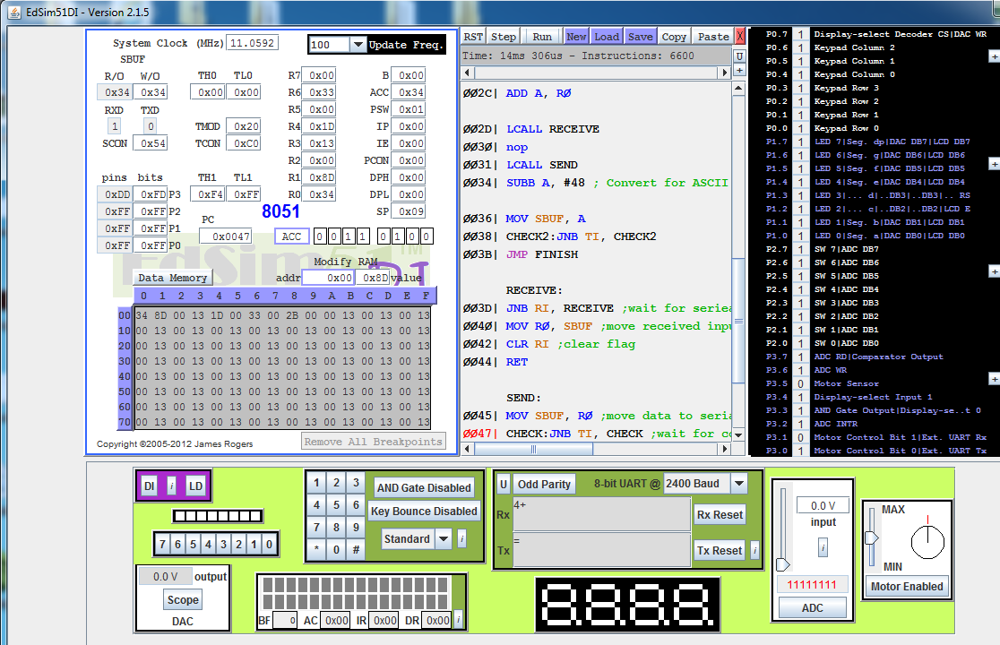 EdSim51DI - Version 2.1.5
System Clock (MHz) 11.0592 100 Update Freq.
SBUF
R/O W/O TH0 TL0 R7 0x00 B 0x00
0x34 0x34 0x00 0x00 R6 0x33 ACC 0x34
RXD TXD R5 0x00 PSW 0x01
1 0 TMOD 0x20 R4 0x1D IP 0x00
SCON 0x54 TCON 0xC0 R3 0x13 IE 0x00
R2 0x00 PCON 0x00
pins bits TH1 TL1 R1 0x8D DPH 0x00
0xDD 0xFD P3 0xF4 0xFF R0 0x34 DPL 0x00
0xFF 0xFF P2 8051 SP 0x09
0xFF 0xFF P1 PC
0xFF 0xFF P0 0x0047 ACC 0 0 1 1 0 1 0 0
EdSim51 DI TM
Modify RAM
Data Memory addr 0x00 0x8D value
0 1 2 3 4 5 6 7 8 9 A B C D E F
00 34 8D 00 13 1D 00 33 00 2B 00 13 00 13 00 13 00 13
10 00 13 00 13 00 13 00 13 00 13 00 13 00 13 00 13
20 00 13 00 13 00 13 00 13 00 13 00 13 00 13 00 13
30 00 13 00 13 00 13 00 13 00 13 00 13 00 13 00 13
40 00 13 00 13 00 13 00 13 00 13 00 13 00 13 00 13
50 00 13 00 13 00 13 00 13 00 13 00 13 00 13 00 13
60 00 13 00 13 00 13 00 13 00 13 00 13 00 13 00 13
70 00 13 00 13 00 13 00 13 00 13 00 13 00 13 00 13
Copyright ©2005-2012 James Rogers Remove All Breakpoints
RST Step Run New Load Save Copy Paste X
Time: 14ms 306us - Instructions: 6600 U
+
002C| ADD A, R0
002D| LCALL RECEIVE
0030| nop
0031| LCALL SEND
0034| SUBB A, #48 ; Convert for ASCII
0036| MOV SBUF, A
0038| CHECK2:JNB TI, CHECK2
003B| JMP FINISH
RECEIVE:
003D| JNB RI, RECEIVE ;wait for seriea
0040| MOV R0, SBUF ;move received inpu
0042| CLR RI ;clear flag
0044| RET
SEND:
0045| MOV SBUF, R0 ;move data to seria
0047| CHECK:JNB TI, CHECK ;wait for co
P0.7 1 Display-select Decoder CS|DAC WR
P0.6 1 Keypad Column 2
P0.5 1 Keypad Column 1
P0.4 1 Keypad Column 0
P0.3 1 Keypad Row 3
P0.2 1 Keypad Row 2
P0.1 1 Keypad Row 1
P0.0 1 Keypad Row 0
P1.7 1 LED 7|Seg. dp|DAC DB7|LCD DB7
P1.6 1 LED 6|Seg. g|DAC DB6|LCD DB6
P1.5 1 LED 5|Seg. f|DAC DB5|LCD DB5
P1.4 1 LED 4|Seg. e|DAC DB4|LCD DB4
P1.3 1 LED 3|... d|..DB3|..DB3|.. RS
P1.2 1 LED 2|... c|..DB2|..DB2|LCD E
P1.1 1 LED 1|Seg. b|DAC DB1|LCD DB1
P1.0 1 LED 0|Seg. a|DAC DB0|LCD DB0
P2.7 1 SW 7|ADC DB7
P2.6 1 SW 6|ADC DB6
P2.5 1 SW 5|ADC DB5
P2.4 1 SW 4|ADC DB4
P2.3 1 SW 3|ADC DB3
P2.2 1 SW 2|ADC DB2
P2.1 1 SW 1|ADC DB1
P2.0 1 SW 0|ADC DB0
P3.7 1 ADC RD|Comparator Output
P3.6 1 ADC WR
P3.5 0 Motor Sensor
P3.4 1 Display-select Input 1
P3.3 1 AND Gate Output|Display-se..t 0
P3.2 1 ADC INTR
P3.1 0 Motor Control Bit 1|Ext. UART Rx
P3.0 1 Motor Control Bit 0|Ext. UART Tx
DI i LD
7 6 5 4 3 2 1 0
0.0 V output
Scope
DAC
1 2 3 AND Gate Disabled
4 5 6 Key Bounce Disabled
7 8 9 Standard i
* 0 #
BF 0 AC 0x00 IR 0x00 DR 0x00 i
U Odd Parity 8-bit UART @ 2400 Baud
Rx 4+ Rx Reset
Tx = Tx Reset i
8.8.8.8.
0.0 V
input
i
11111111
ADC
MAX
MIN
Motor Enabled